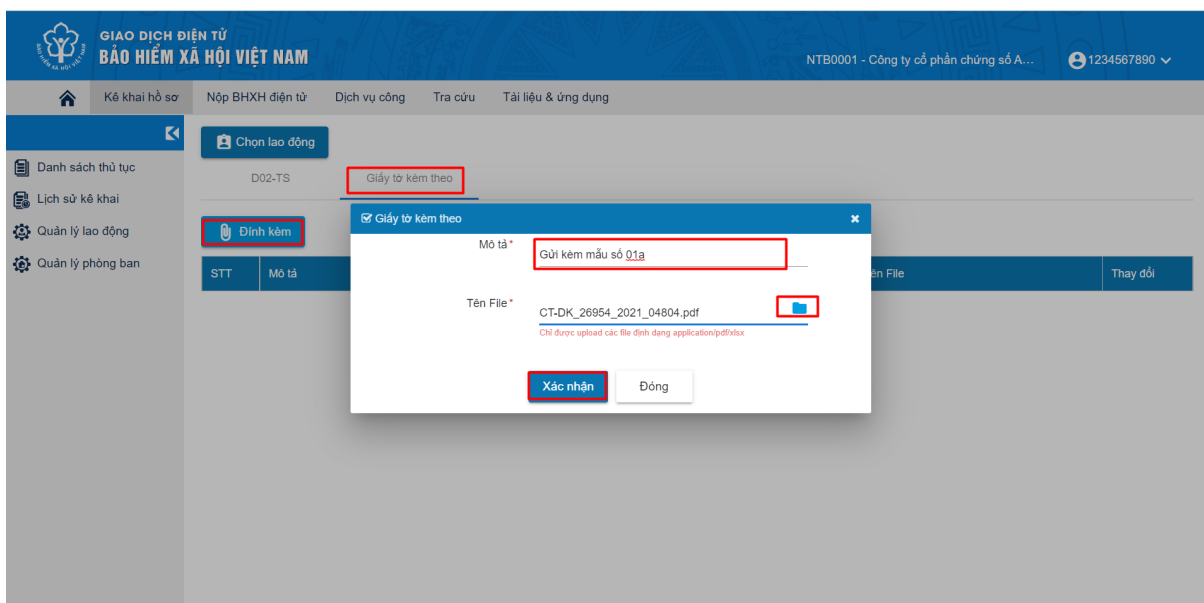 GIAO DỊCH ĐIỆN TỬ
BẢO HIỂM XÃ HỘI VIỆT NAM
NTB0001 - Công ty cổ phần chứng số A...
1234567890
Kê khai hồ sơ
Nộp BHXH điện tử
Dịch vụ công
Tra cứu
Tài liệu & ứng dụng
Danh sách thủ tục
Lịch sử kê khai
Quản lý lao động
Quản lý phòng ban
Chọn lao động
D02-TS
Giấy tờ kèm theo
Đính kèm
STT
Mô tả
ên File
Thay đổi
Giấy tờ kèm theo
Mô tả *
Gửi kèm mẫu số 01a
Tên File *
CT-DK_26954_2021_04804.pdf
Chỉ được upload các file định dạng application/pdf/xlsx
Xác nhận
Đóng